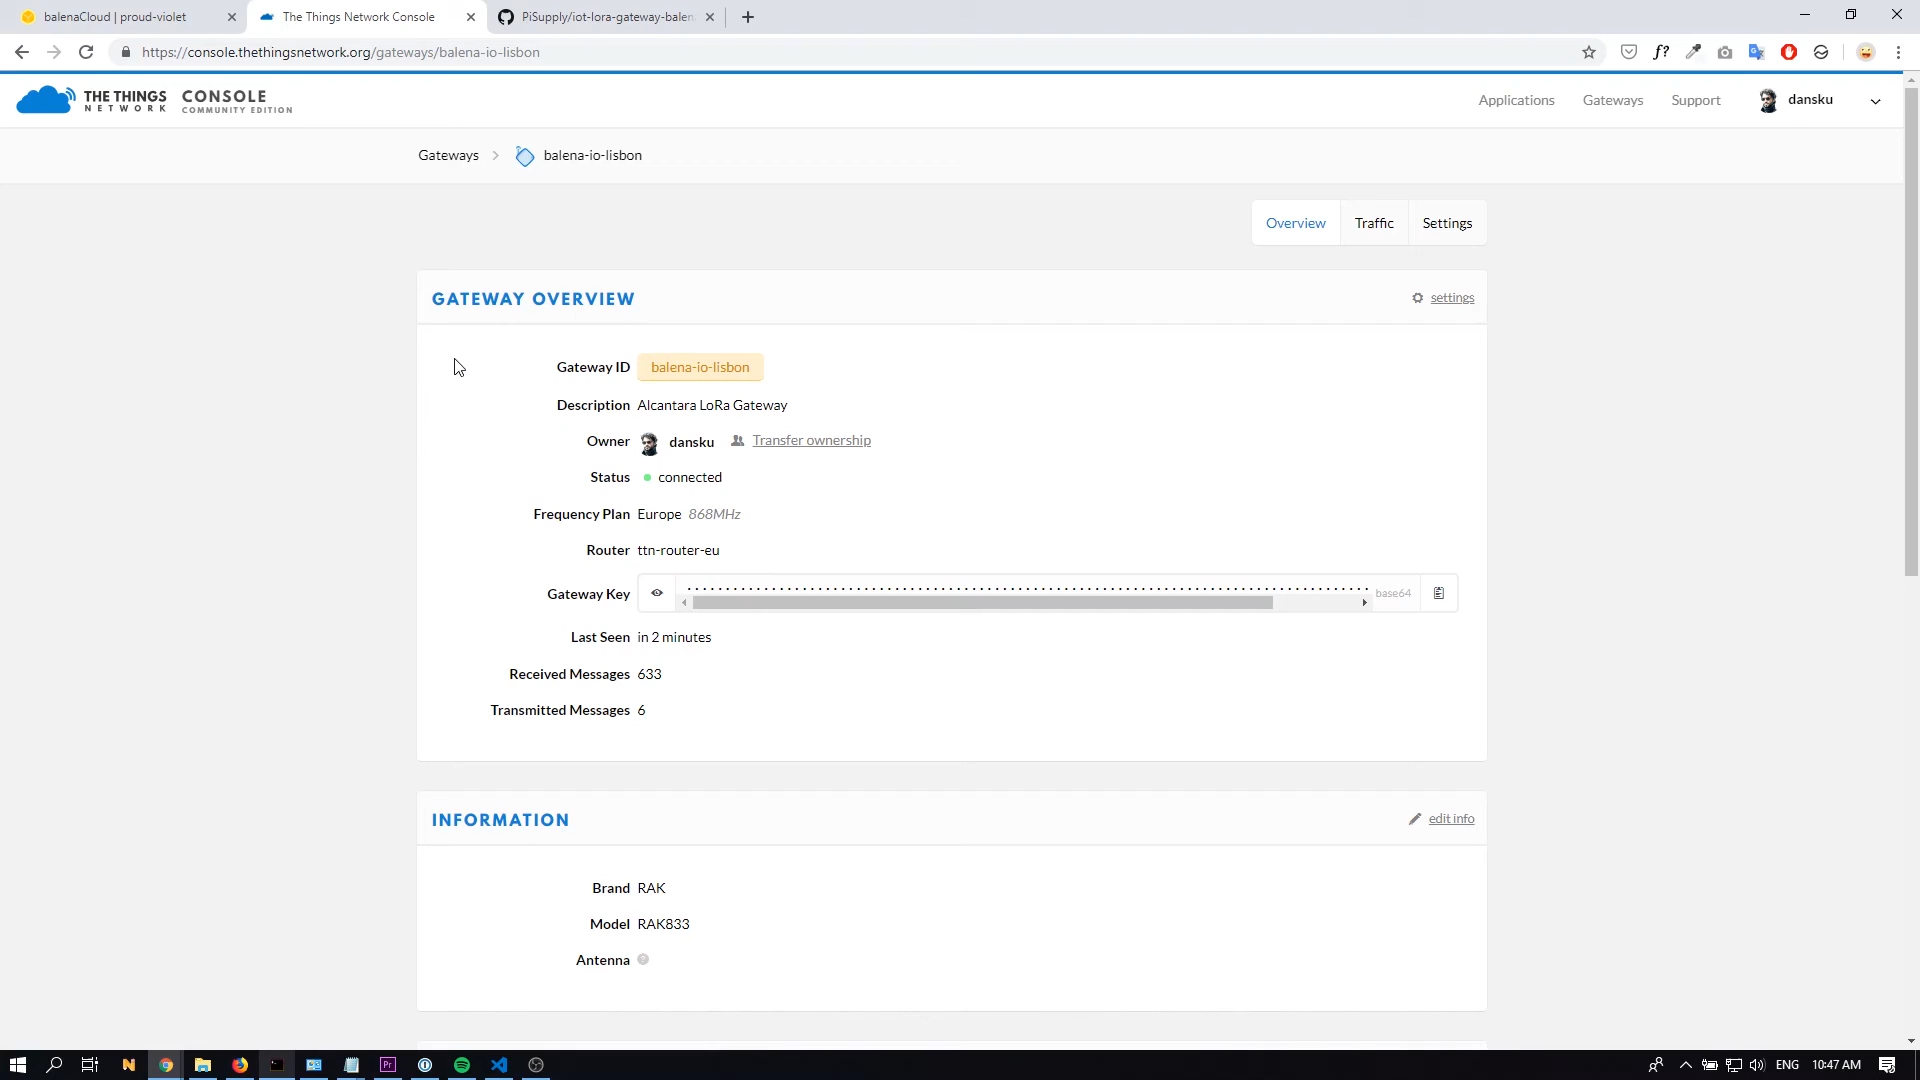 balenaCloud | proud-violet
The Things Network Console
PiSupply/iot-lora-gateway-balen
https://console.thethingsnetwork.org/gateways/balena-io-lisbon
f?
THE THINGS
NETWORK
CONSOLE
COMMUNITY EDITION
Applications
Gateways
Support
dansku
Gateways
balena-io-lisbon
Overview
Traffic
Settings
GATEWAY OVERVIEW
settings
Gateway ID balena-io-lisbon
Description Alcantara LoRa Gateway
Owner dansku Transfer ownership
Status connected
Frequency Plan Europe 868MHz
Router ttn-router-eu
Gateway Key base64
Last Seen in 2 minutes
Received Messages 633
Transmitted Messages 6
INFORMATION
edit info
Brand RAK
Model RAK833
Antenna
N
Pr
ENG
10:47 AM